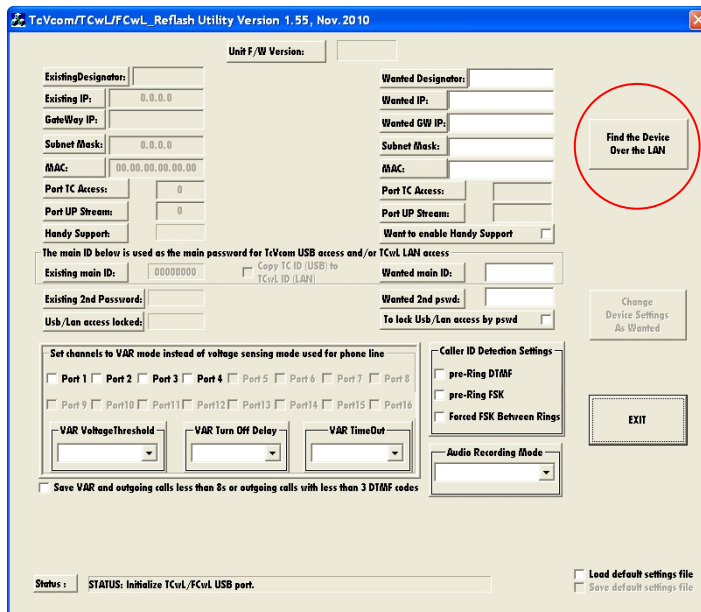 TcVcom/TCwL/FCwL_Reflash Utility Version 1.55, Nov.2010
Unit F/W Version:
ExistingDesignator:
Existing IP: 0.0.0.0
GateWay IP:
Subnet Mask: 0.0.0.0
MAC: 00.00.00.00.00.00
Port TC Access: 0
Port UP Stream: 0
Handy Support:
Wanted Designator:
Wanted IP:
Wanted GW IP:
Subnet Mask:
MAC:
Port TC Access:
Port UP Stream:
Want to enable Handy Support
Find the Device
Over the LAN
The main ID below is used as the main password for TcVcom USB access and/or TCwL LAN access
Existing main ID: 00000000
Copy TC ID (USB) to
TCwL ID (LAN)
Wanted main ID:
Existing 2nd Password:
Wanted 2nd pswd:
Usb/Lan access locked:
To lock Usb/Lan access by pswd
Change
Device Settings
As Wanted
Set channels to VAR mode instead of voltage sensing mode used for phone line
Port 1 Port 2 Port 3 Port 4 Port 5 Port 6 Port 7 Port 8
Port 9 Port10 Port11 Port12 Port13 Port14 Port15 Port16
VAR VoltageThreshold
VAR Turn Off Delay
VAR TimeOut
Caller ID Detection Settings
pre-Ring DTMF
pre-Ring FSK
Forced FSK Between Rings
EXIT
Audio Recording Mode
Save VAR and outgoing calls less than 8s or outgoing calls with less than 3 DTMF codes
Status : STATUS: Initialize TCwL/FCwL USB port.
Load default settings file
Save default settings file